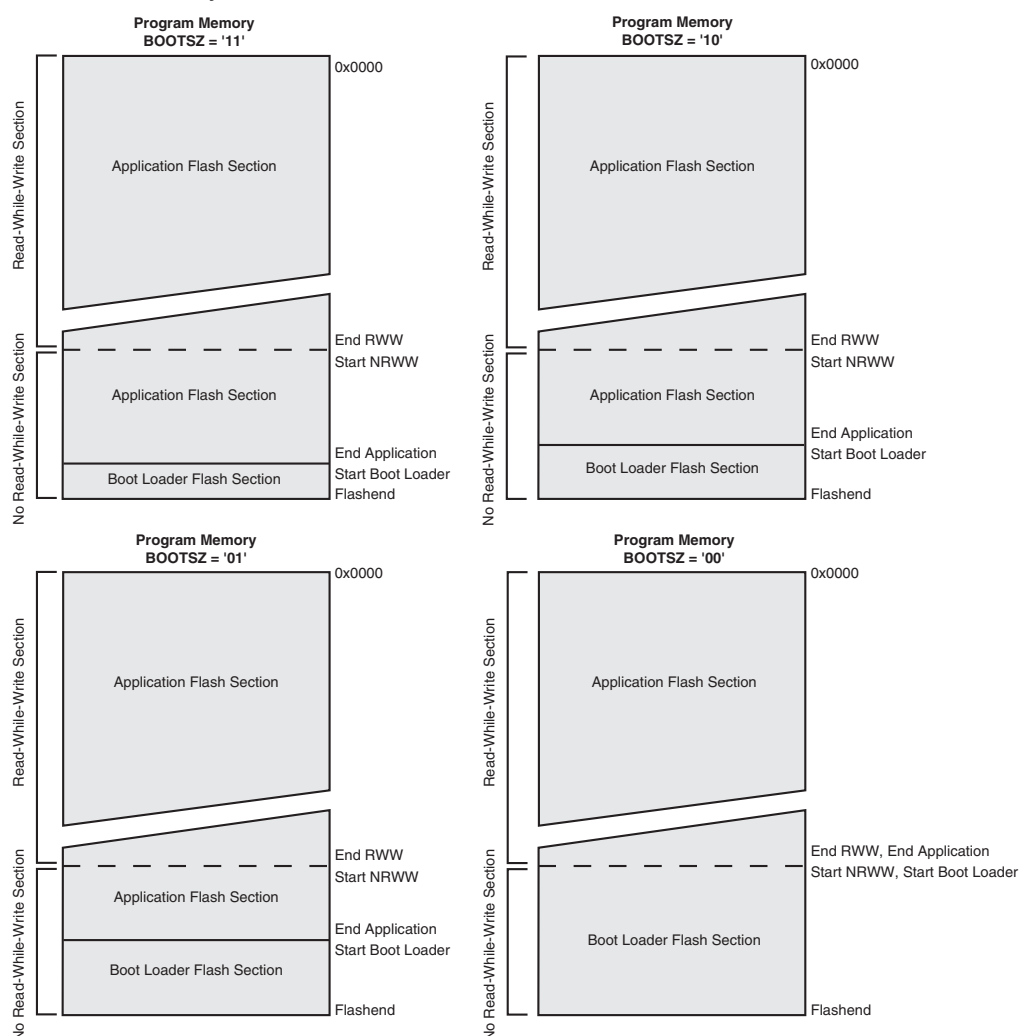 Program Memory
BOOTSZ = '11'
0x0000
Read-While-Write Section
Application Flash Section
End RWW
Start NRWW
No Read-While-Write Section
Application Flash Section
End Application
Start Boot Loader
Boot Loader Flash Section
Flashend
Program Memory
BOOTSZ = '10'
0x0000
Read-While-Write Section
Application Flash Section
End RWW
Start NRWW
No Read-While-Write Section
Application Flash Section
End Application
Start Boot Loader
Boot Loader Flash Section
Flashend
Program Memory
BOOTSZ = '01'
0x0000
Read-While-Write Section
Application Flash Section
End RWW
Start NRWW
No Read-While-Write Section
Application Flash Section
End Application
Start Boot Loader
Boot Loader Flash Section
Flashend
Program Memory
BOOTSZ = '00'
0x0000
Read-While-Write Section
Application Flash Section
End RWW, End Application
Start NRWW, Start Boot Loader
No Read-While-Write Section
Boot Loader Flash Section
Flashend